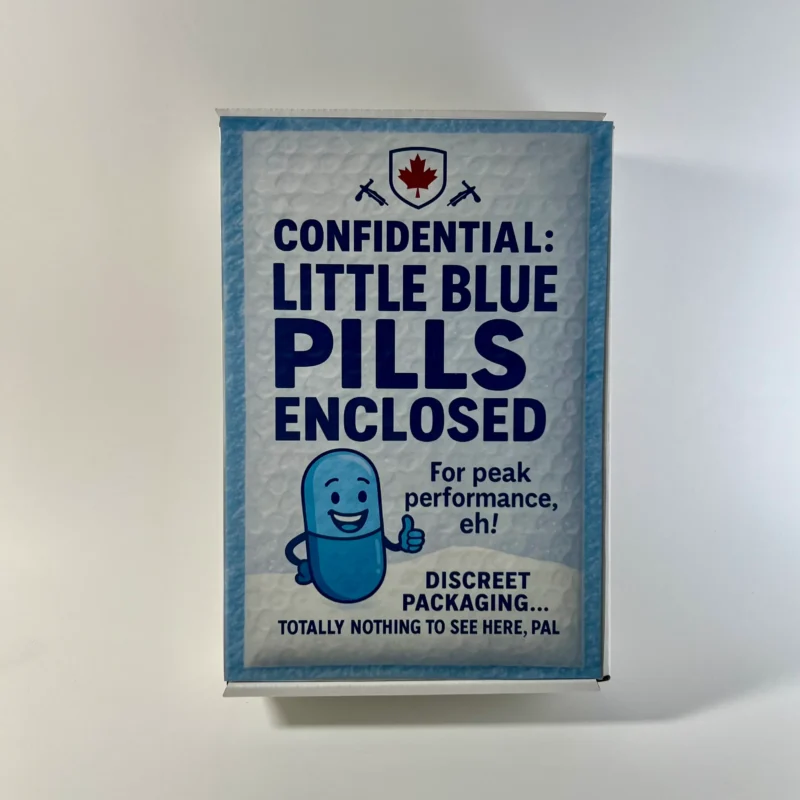 CONFIDENTIAL:
LITTLE BLUE
PILLS
ENCLOSED
For peak
performance,
eh!
DISCREET
PACKAGING...
TOTALLY NOTHING TO SEE HERE, PAL